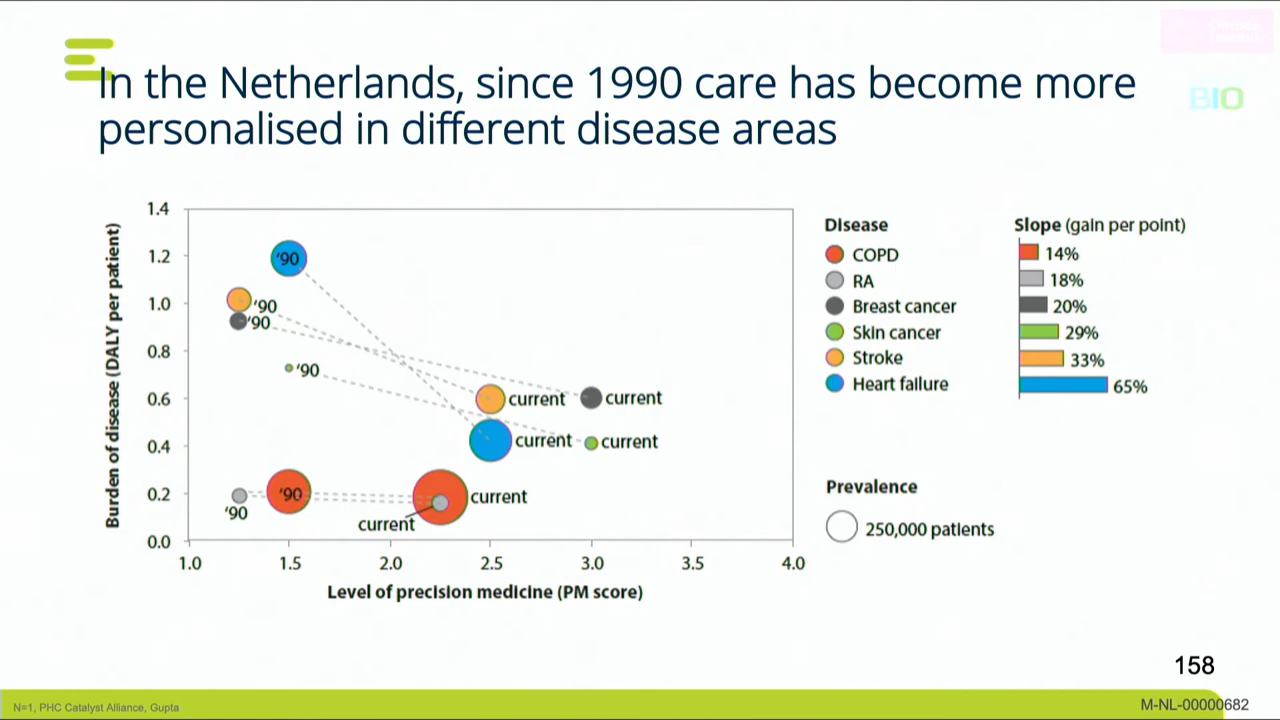 In the Netherlands, since 1990 care has become more
personalised in different disease areas
BIO
Burden of disease (DALY per patient)
1.4
1.2
1.0
0.8
0.6
0.4
0.2
0.0
'90
'90
'90
'90
current
current
current
current
'90
'90
current
current
1.0
1.5
2.0
2.5
3.0
3.5
4.0
Level of precision medicine (PM score)
Disease
COPD
RA
Breast cancer
Skin cancer
Stroke
Heart failure
Slope (gain per point)
14%
18%
20%
29%
33%
65%
Prevalence
250,000 patients
158
N=1, PHC Catalyst Alliance, Gupta
M-NL-00000682